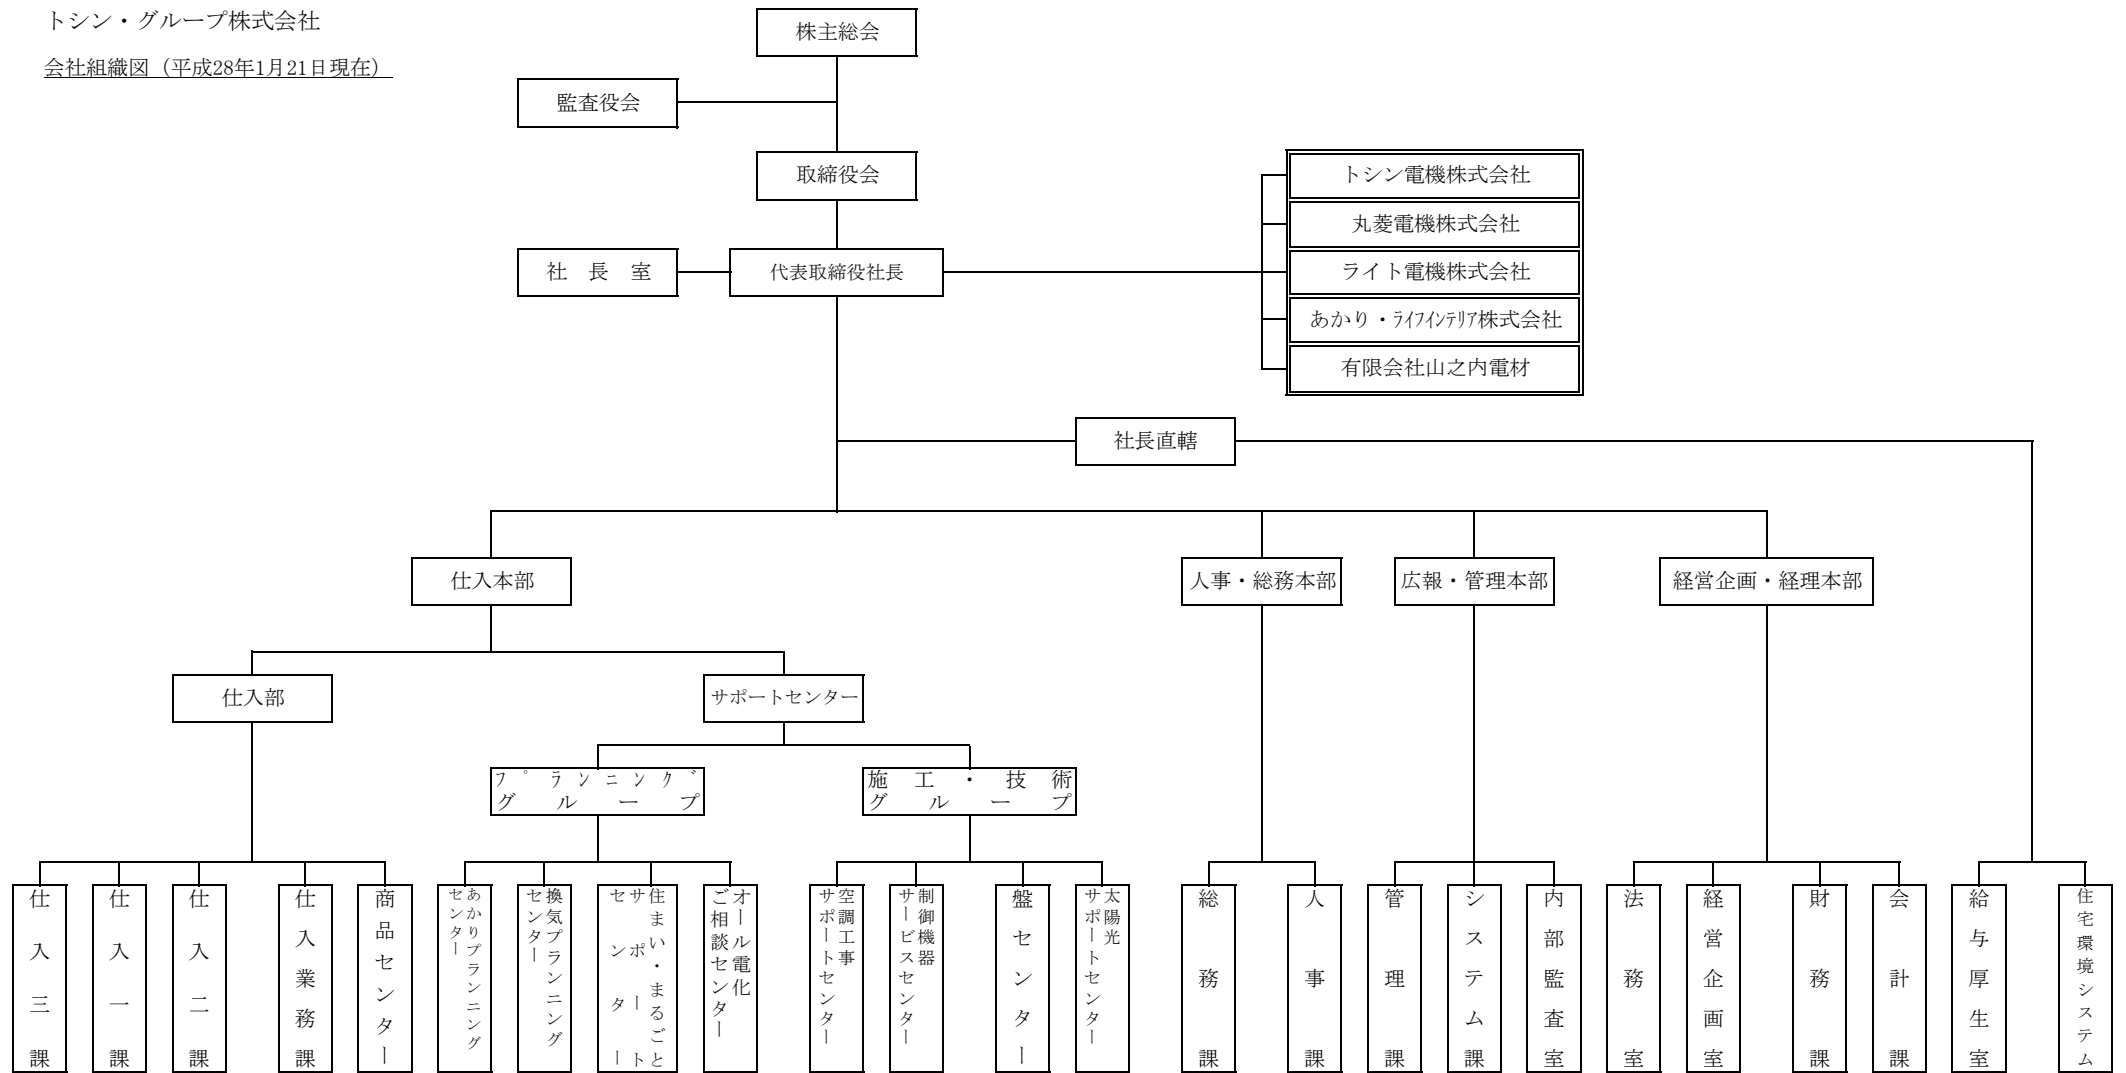 トシン・グループ株式会社
会社組織図（平成28年1月21日現在）
株主総会
監査役会
取締役会
社長室
代表取締役社長
トシン電機株式会社
丸菱電機株式会社
ライト電機株式会社
あかり・ﾗｲﾌｲﾝﾃﾘｱ株式会社
有限会社山之内電材
社長直轄
仕入本部
人事・総務本部
広報・管理本部
経営企画・経理本部
仕入部
サポートセンター
ﾌﾟランニンｸﾞ
グループ
施工・技術
グループ
仕入三課
仕入一課
仕入二課
仕入業務課
商品センター
あかりプランニング
センター
換気プランニング
センター
住まい・まるごと
サポート
センター
オール電化
ご相談センター
空調工事
サポートセンター
制御機器
サービスセンター
盤センター
太陽光
サポートセンター
総務課
人事課
管理課
システム課
内部監査室
法務室
経営企画室
財務課
会計課
給与厚生室
住宅環境システム